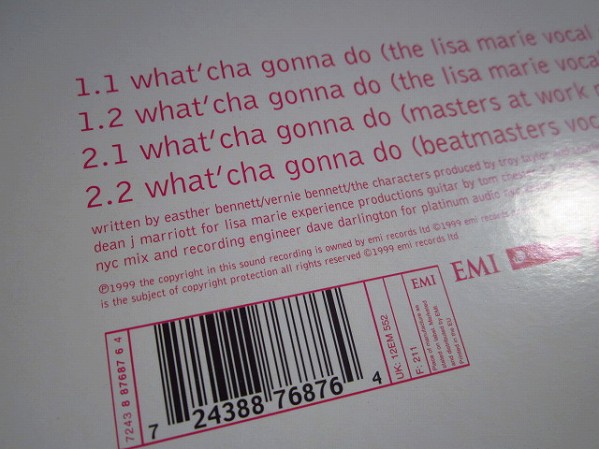 1.1 what'cha gonna do (the lisa marie vocal
1.2 what'cha gonna do (the lisa marie vocal
2.1 what'cha gonna do (masters at work
2.2 what'cha gonna do (beatmasters voc
written by easther bennett/vernie bennett/the characters produced by troy taylor
dean j marriott for lisa marie experience productions guitar by tom
nyc mix and recording engineer dave darlington for platinum audio
℗1999 the copyright in this sound recording is owned by emi records ltd ©1999 emi records
is the subject of copyright protection all rights reserved ©1999 emi records ltd
EMI
7243 8 87687 6 4
7 24388 76876 4
UK: 12EM 552
F: 211
EMI
Printed in the EU